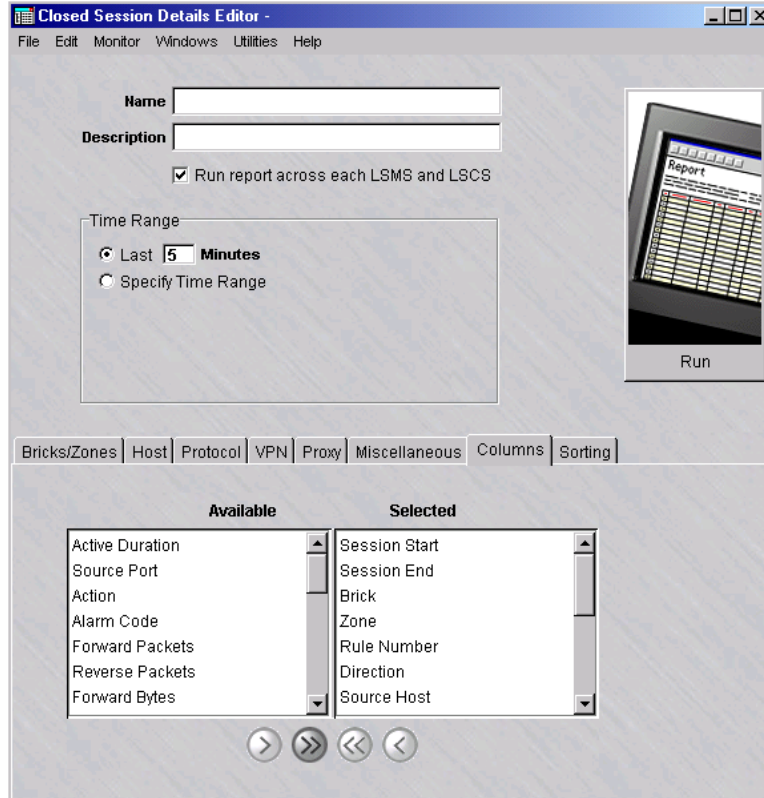 Closed Session Details Editor -
File Edit Monitor Windows Utilities Help
Name
Description
Run report across each LSMS and LSCS
Time Range
Last 5 Minutes
Specify Time Range
Report
Run
Bricks/Zones Host Protocol VPN Proxy Miscellaneous Columns Sorting
Available Selected
Active Duration Session Start
Source Port Session End
Action Brick
Alarm Code Zone
Forward Packets Rule Number
Reverse Packets Direction
Forward Bytes Source Host